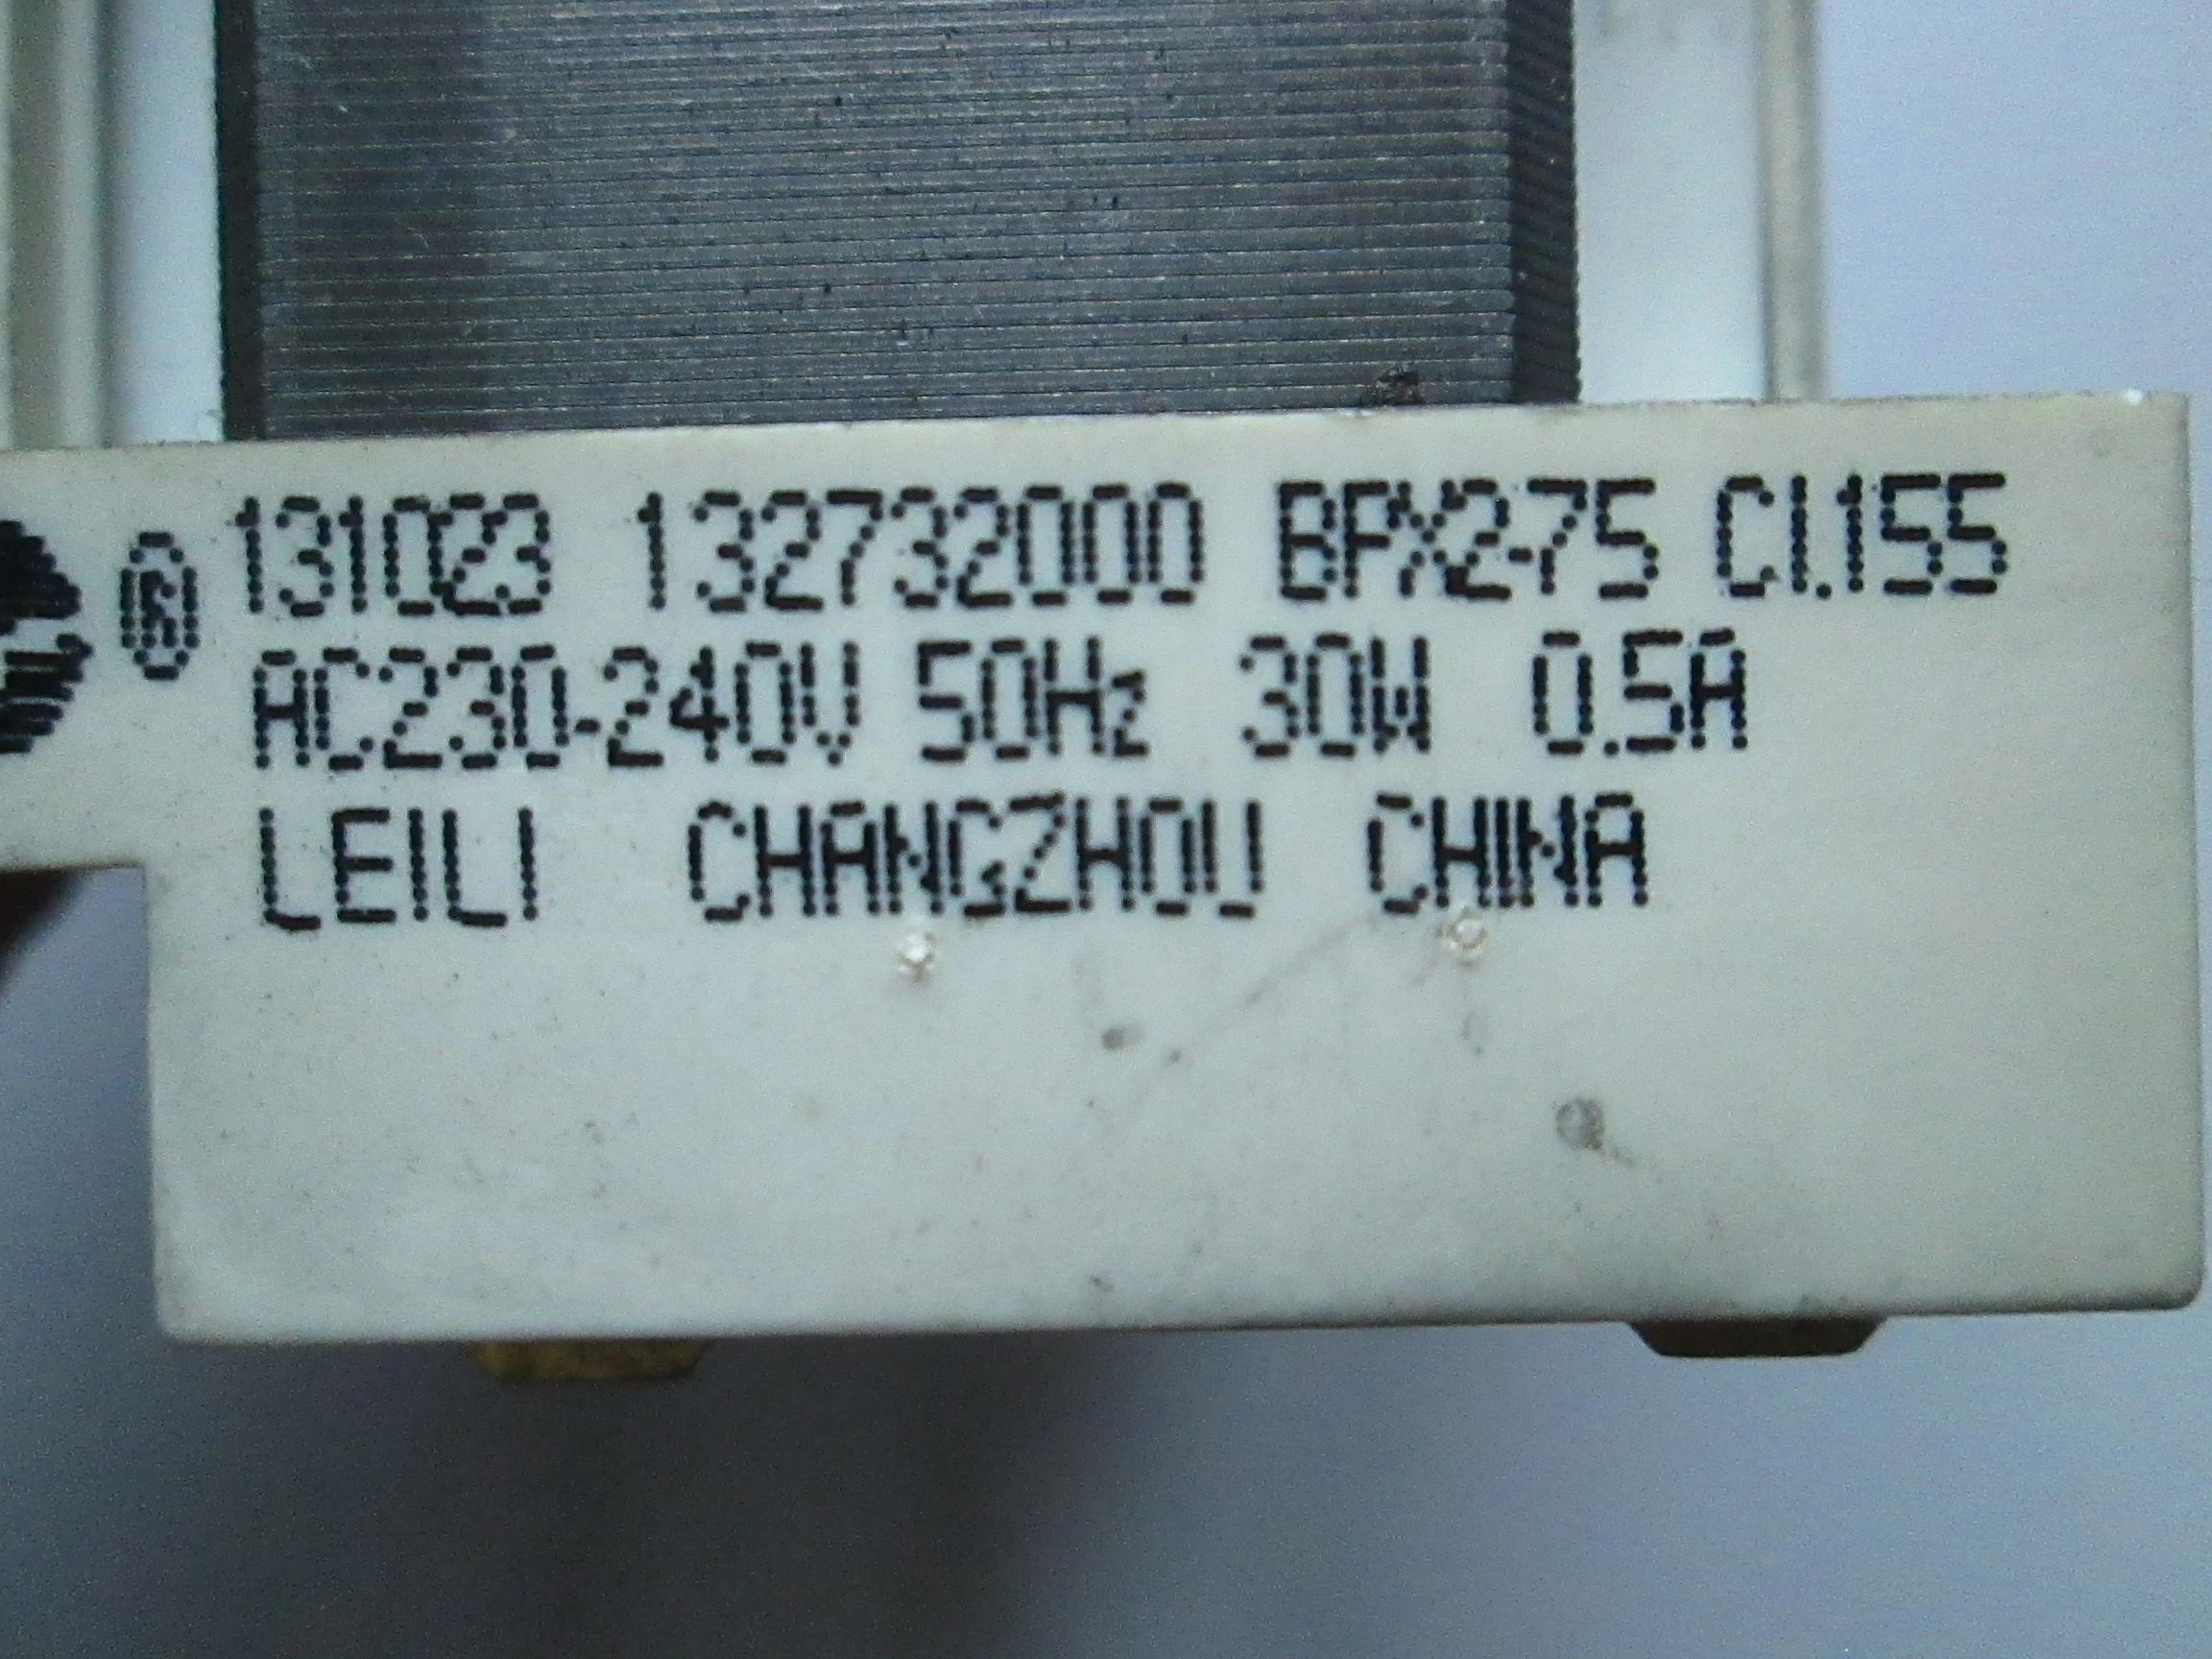 ® 131023 132732000 BPX2-75 Cl.155
AC230-240V 50Hz 30W 0.5A
LEILI CHANGZHOU CHINA